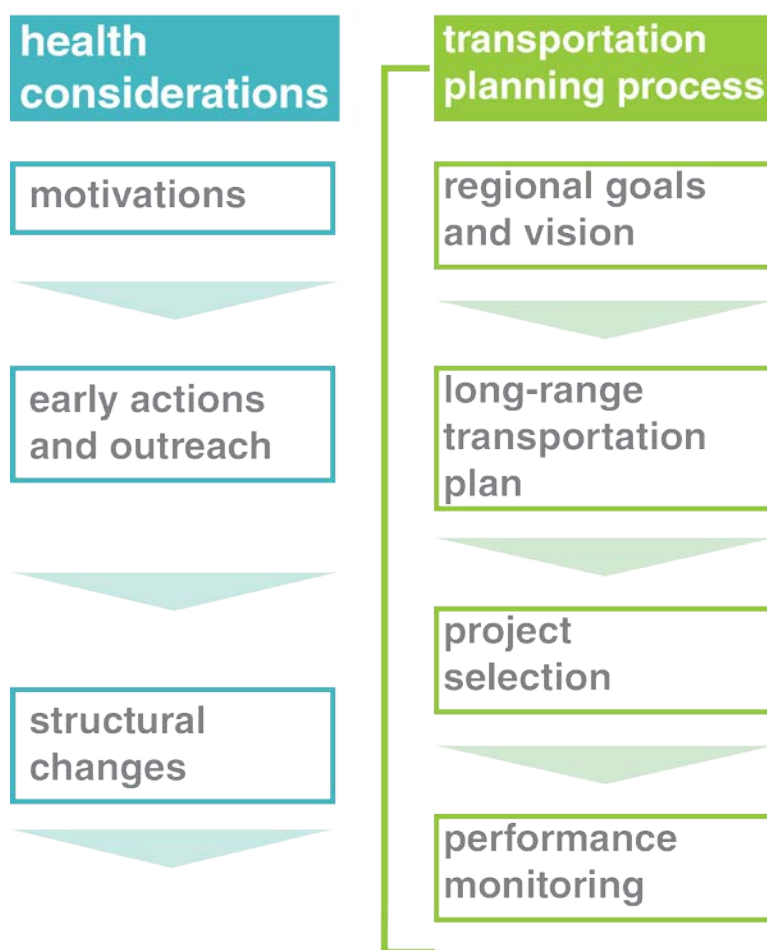 health
considerations
motivations
early actions
and outreach
structural
changes
transportation
planning process
regional goals
and vision
long-range
transportation
plan
project
selection
performance
monitoring